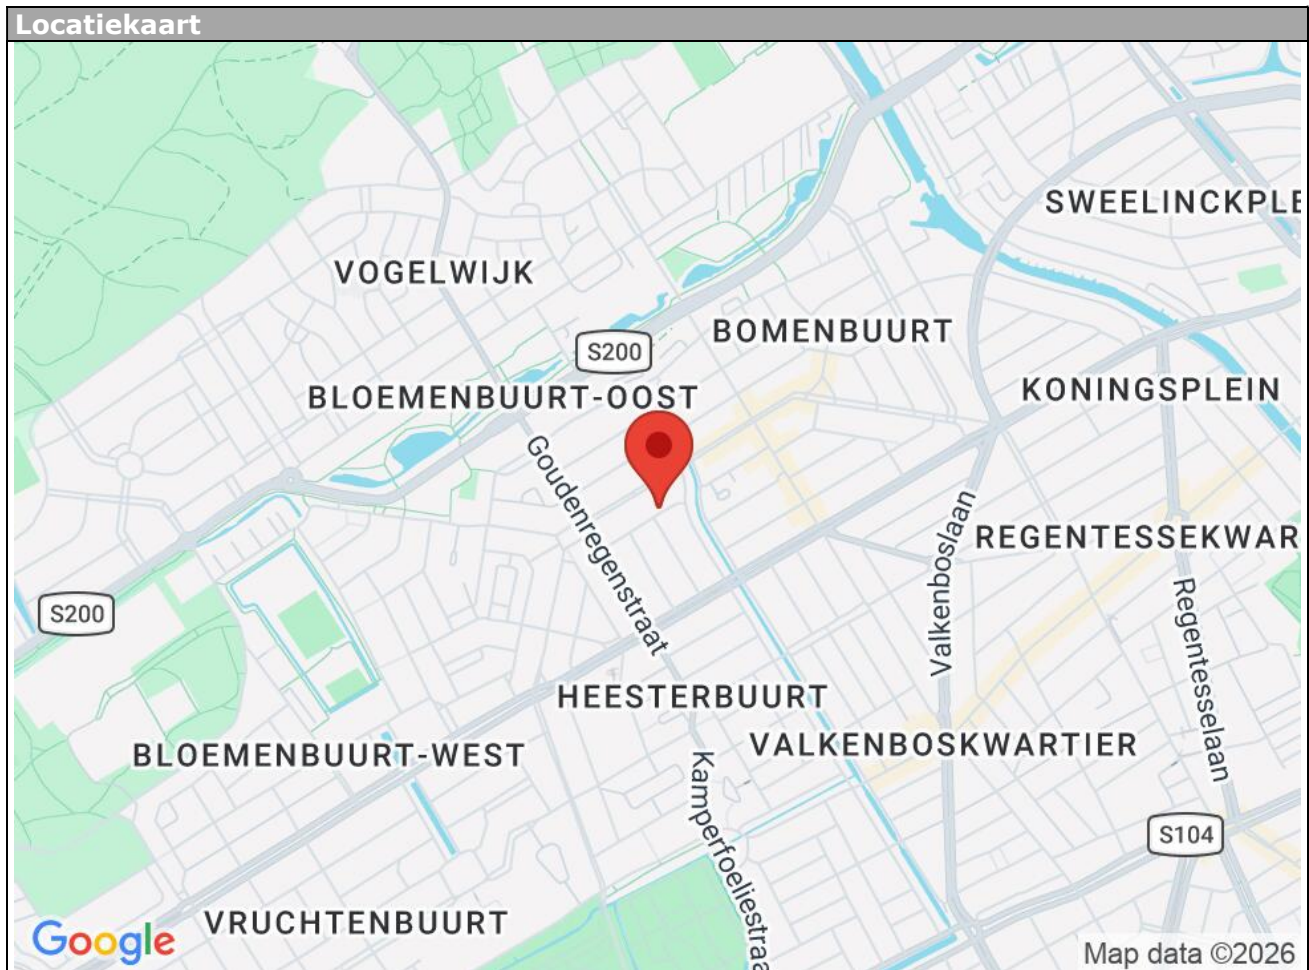 Locatiekaart
SWEELINCKPLE
VOGELWIJK
BOMENBUURT
S200
KONINGSPLEIN
BLOEMENBUURT-OOST
Goudenregenstraat
Valkenboslaan
REGENTESSEKWAR
S200
Regentesselaan
HEESTERBUURT
BLOEMENBUURT-WEST
VALKENBOSKWARTIER
Kamperfoeliestraa
S104
VRUCHTENBUURT
Google
Map data ©2026